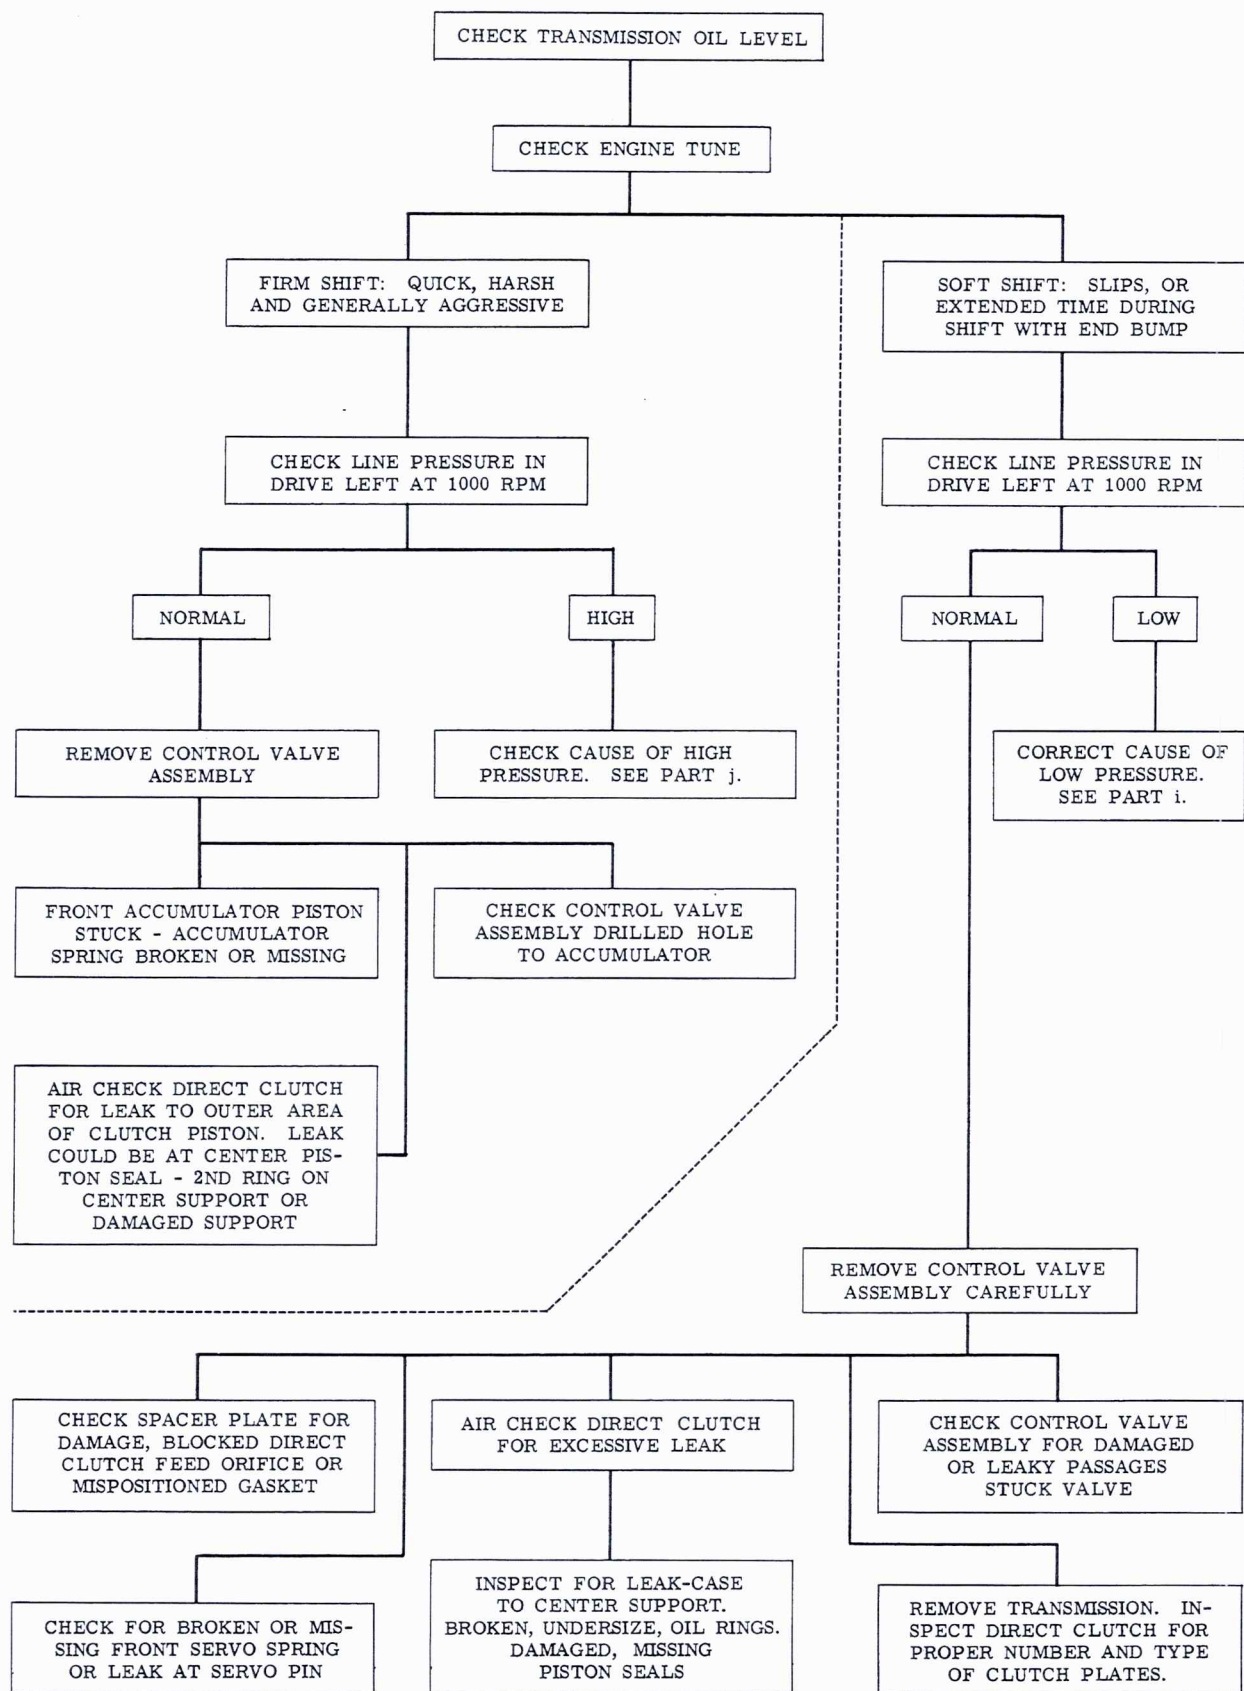 CHECK TRANSMISSION OIL LEVEL
CHECK ENGINE TUNE
FIRM SHIFT: QUICK, HARSH
AND GENERALLY AGGRESSIVE
SOFT SHIFT: SLIPS, OR
EXTENDED TIME DURING
SHIFT WITH END BUMP
CHECK LINE PRESSURE IN
DRIVE LEFT AT 1000 RPM
CHECK LINE PRESSURE IN
DRIVE LEFT AT 1000 RPM
NORMAL
HIGH
NORMAL
LOW
REMOVE CONTROL VALVE
ASSEMBLY
CHECK CAUSE OF HIGH
PRESSURE. SEE PART j.
CORRECT CAUSE OF
LOW PRESSURE.
SEE PART i.
FRONT ACCUMULATOR PISTON
STUCK - ACCUMULATOR
SPRING BROKEN OR MISSING
CHECK CONTROL VALVE
ASSEMBLY DRILLED HOLE
TO ACCUMULATOR
AIR CHECK DIRECT CLUTCH
FOR LEAK TO OUTER AREA
OF CLUTCH PISTON. LEAK
COULD BE AT CENTER PIS-
TON SEAL - 2ND RING ON
CENTER SUPPORT OR
DAMAGED SUPPORT
REMOVE CONTROL VALVE
ASSEMBLY CAREFULLY
CHECK SPACER PLATE FOR
DAMAGE, BLOCKED DIRECT
CLUTCH FEED ORIFICE OR
MISPOSITIONED GASKET
AIR CHECK DIRECT CLUTCH
FOR EXCESSIVE LEAK
CHECK CONTROL VALVE
ASSEMBLY FOR DAMAGED
OR LEAKY PASSAGES
STUCK VALVE
CHECK FOR BROKEN OR MIS-
SING FRONT SERVO SPRING
OR LEAK AT SERVO PIN
INSPECT FOR LEAK-CASE
TO CENTER SUPPORT.
BROKEN, UNDERSIZE, OIL RINGS.
DAMAGED, MISSING
PISTON SEALS
REMOVE TRANSMISSION. IN-
SPECT DIRECT CLUTCH FOR
PROPER NUMBER AND TYPE
OF CLUTCH PLATES.